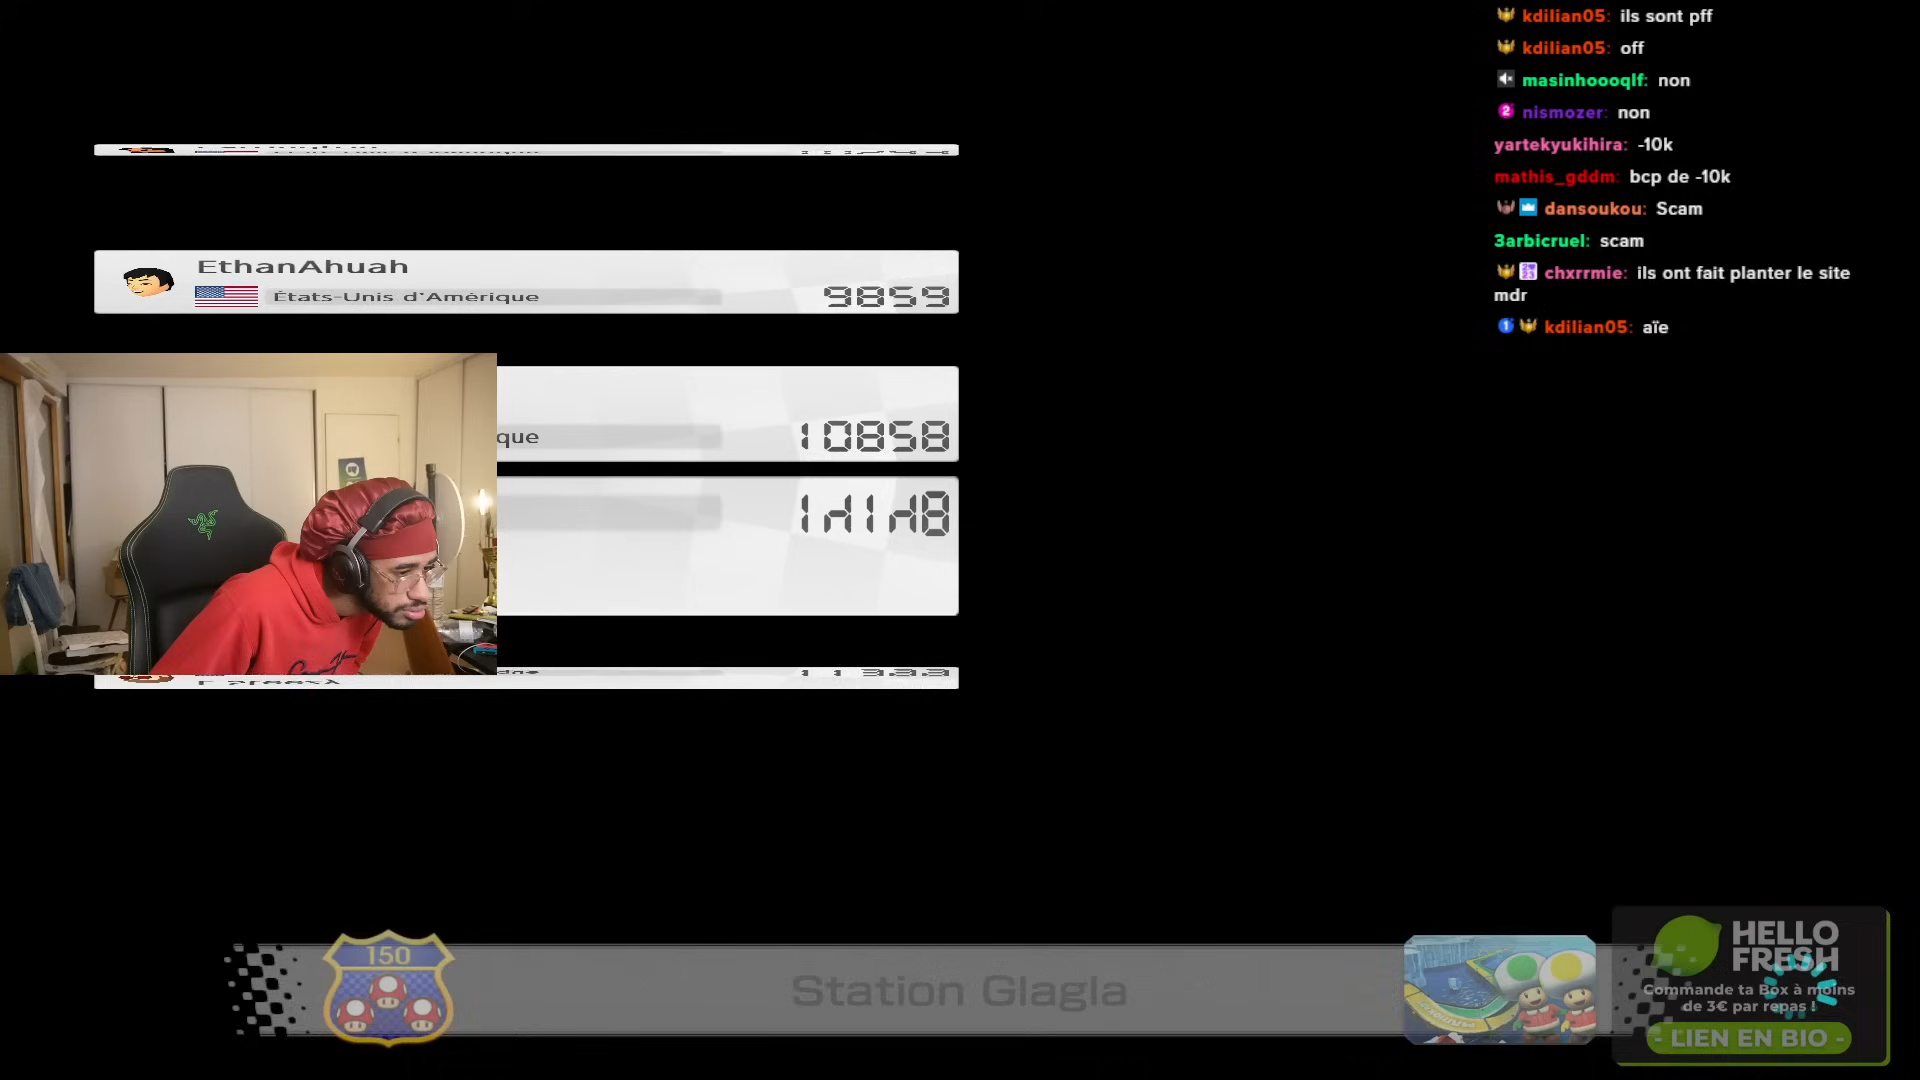 kdilian05: ils sont pff
kdilian05: off
masinhoooqlf: non
nismozer: non
yartekyukihira: -10k
mathis_gddm: bcp de -10k
dansoukou: Scam
3arbicruel: scam
chxrrmie: ils ont fait planter le site
mdr
kdilian05: aïe
EthanAhuah
États-Unis d'Amérique
9859
que
10858
150
Station Glagla
HELLO
FRESH
Commande ta Box à moins
de 3€ par repas !
- LIEN EN BIO -